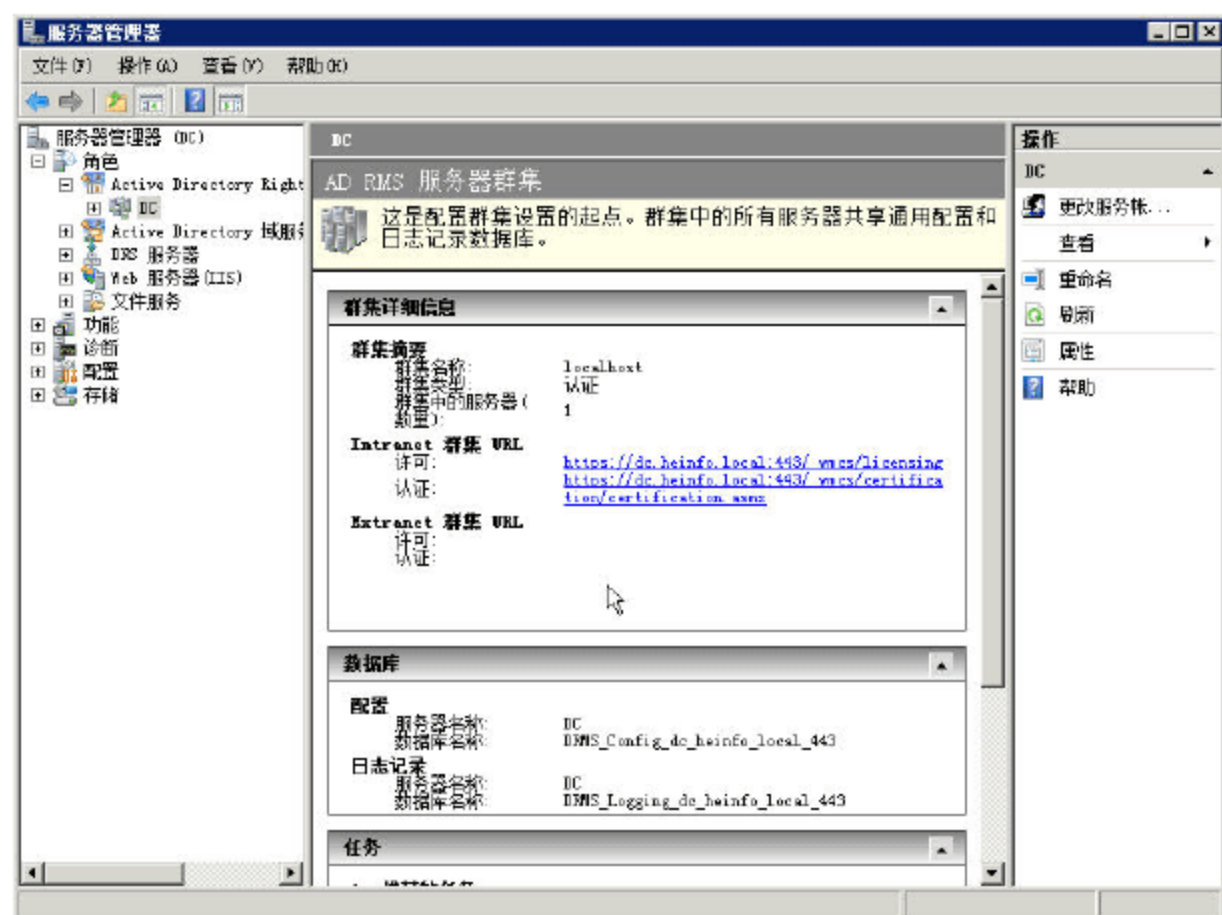 服务器管理器
文件(F) 操作(A) 查看(V) 帮助(H)
服务器管理器 (DC)
角色
Active Directory Right
DC
Active Directory 域服务
DNS 服务器
Web 服务器(IIS)
文件服务
功能
诊断
配置
存储
DC
AD RMS 服务器群集
这是配置群集设置的起点。群集中的所有服务器共享通用配置和
日志记录数据库。
群集详细信息
群集摘要
群集名称: localhost
群集类型: 认证
群集中的服务器(
数量): 1
Intranet 群集 URL
许可: https://dc.heinfo.local:443/_wmcs/licensing
认证: https://dc.heinfo.local:443/_wmcs/certifica
tion/certification.asmx
Extranet 群集 URL
许可:
认证:
数据库
配置
服务器名称: DC
数据库名称: DRMS_Config_dc_heinfo_local_443
日志记录
服务器名称: DC
数据库名称: DRMS_Logging_dc_heinfo_local_443
任务
操作
DC
更改服务帐...
查看
重命名
刷新
属性
帮助